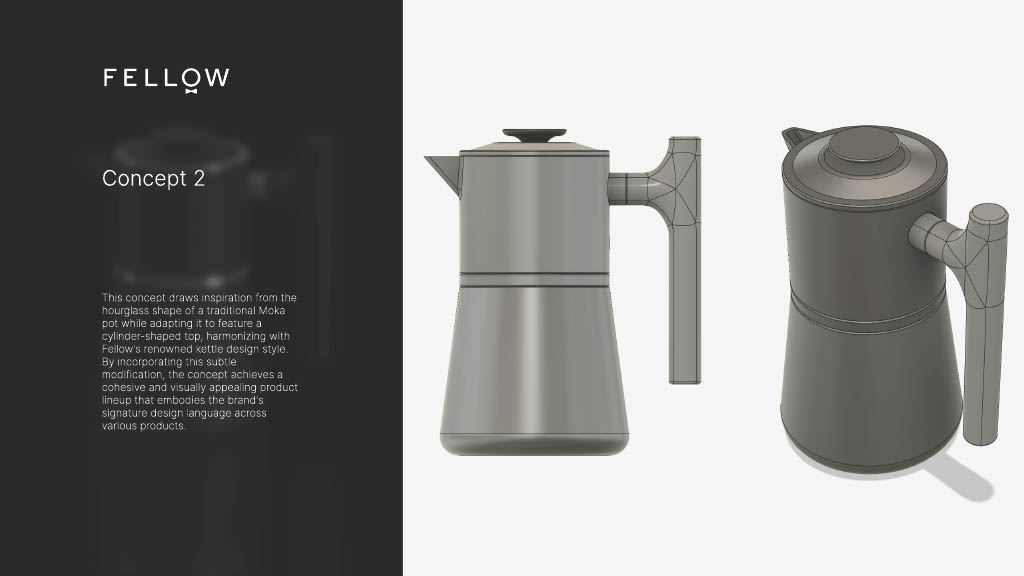 FELLOW
Concept 2
This concept draws inspiration from the
hourglass shape of a traditional Moka
pot while adapting it to feature a
cylinder-shaped top, harmonizing with
Fellow's renowned kettle design style.
By incorporating this subtle
modification, the concept achieves a
cohesive and visually appealing product
lineup that embodies the brand's
signature design language across
various products.